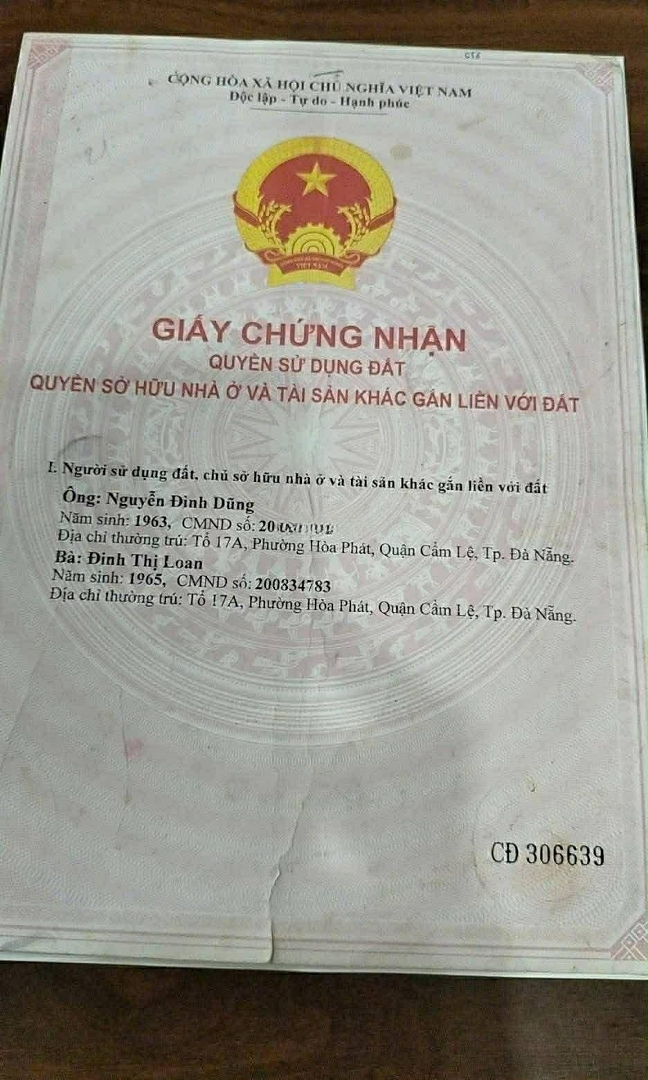 CỘNG HÒA XÃ HỘI CHỦ NGHĨA VIỆT NAM
Độc lập - Tự do - Hạnh phúc
VIỆT NAM
GIẤY CHỨNG NHẬN
QUYỀN SỬ DỤNG ĐẤT
QUYỀN SỞ HỮU NHÀ Ở VÀ TÀI SẢN KHÁC GẮN LIỀN VỚI ĐẤT
I. Người sử dụng đất, chủ sở hữu nhà ở và tài sản khác gắn liền với đất
Ông: Nguyễn Đình Dũng
Năm sinh: 1963, CMND số:
Địa chỉ thường trú: Tổ 17A, Phường Hòa Phát, Quận Cẩm Lệ, Tp. Đà Nẵng.
Bà: Đinh Thị Loan
Năm sinh: 1965, CMND số: 200834783
Địa chỉ thường trú: Tổ 17A, Phường Hòa Phát, Quận Cẩm Lệ, Tp. Đà Nẵng.
CĐ 306639